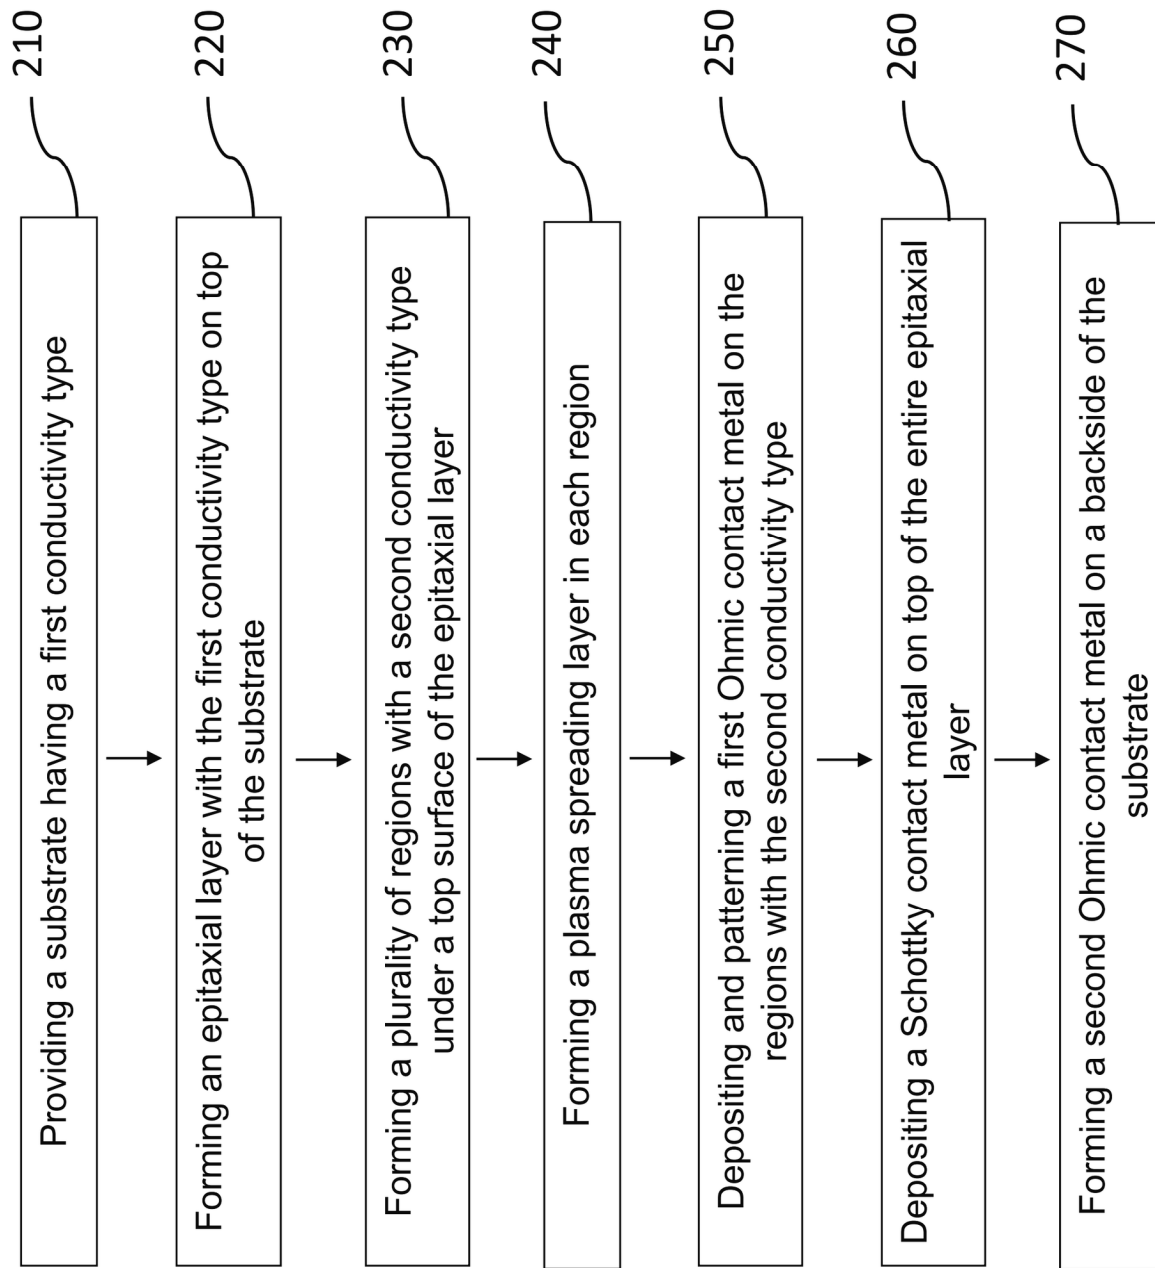 210
Providing a substrate having a first conductivity type
220
Forming an epitaxial layer with the first conductivity type on top
of the substrate
230
Forming a plurality of regions with a second conductivity type
under a top surface of the epitaxial layer
240
Forming a plasma spreading layer in each region
250
Depositing and patterning a first Ohmic contact metal on the
regions with the second conductivity type
260
Depositing a Schottky contact metal on top of the entire epitaxial
layer
270
Forming a second Ohmic contact metal on a backside of the
substrate